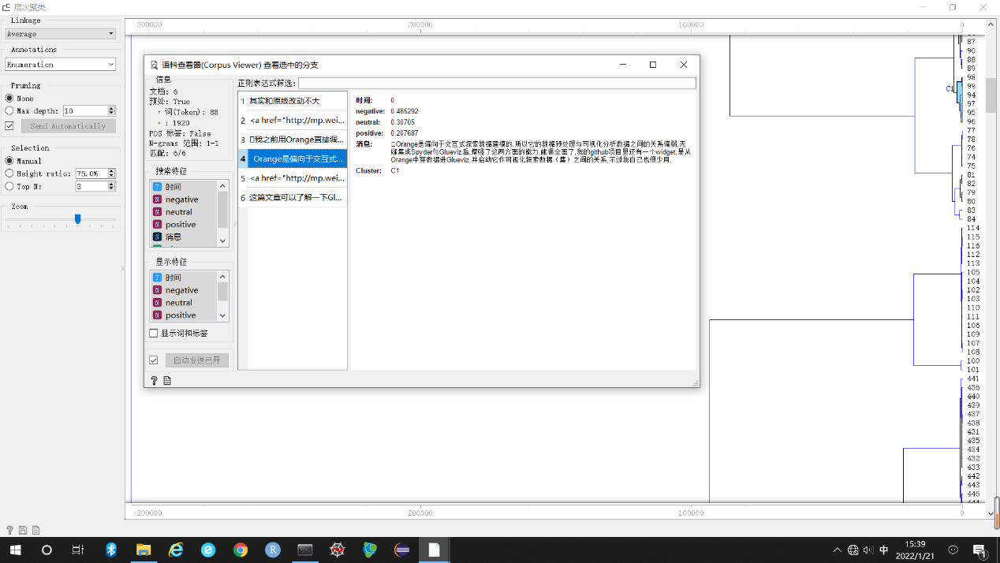 层次聚类
Linkage
Average
Annotations
Enumeration
Pruning
None
Max depth: 10
Send Automatically
Selection
Manual
Height ratio: 75.0%
Top N: 3
Zoom
300000 200000 100000 0
语料查看器(Corpus Viewer) 查看选中的分支
信息
文档: 6
预处: True
◦ 词(Token): 88
◦ : 1920
POS 标签: False
N-grams 范围: 1-1
匹配: 6/6
搜索特征
T 时间
N negative
N neutral
N positive
S 消息
显示特征
T 时间
N negative
N neutral
N positive
显示词和标签
自动发送已开
正则表达式筛选:
1 其实和原版改动不大
2 <a href="http://mp.wei...
3 我之前用Orange直接调...
4 Orange是偏向于交互式...
5 <a href="http://mp.wei...
6 这篇文章可以了解一下Gl...
时间: 0
negative: 0.485292
neutral: 0.30705
positive: 0.207687
消息: Orange是偏向于交互式探索数据建模的,所以它的数据预处理与可视化分析数据之间的关系偏弱,无
缝集成Spyder与Glueviz后,增强了这两方面的能力,就很全面了,我的github项目里还有一个widget,是从
Orange中穿数据进Glueviz,并启动它作可视化探索数据（集）之间的关系,不过我自己也很少用,
Cluster: C1
C1
87
90
88
89
98
99
94
97
95
96
77
78
76
74
75
81
82
79
80
83
84
114
115
116
112
113
105
104
102
103
110
111
106
109
107
108
100
101
441
436
440
439
437
438
431
435
434
432
433
442
443
446
300000 200000 100000 0
中
15:39
2022/1/21
1